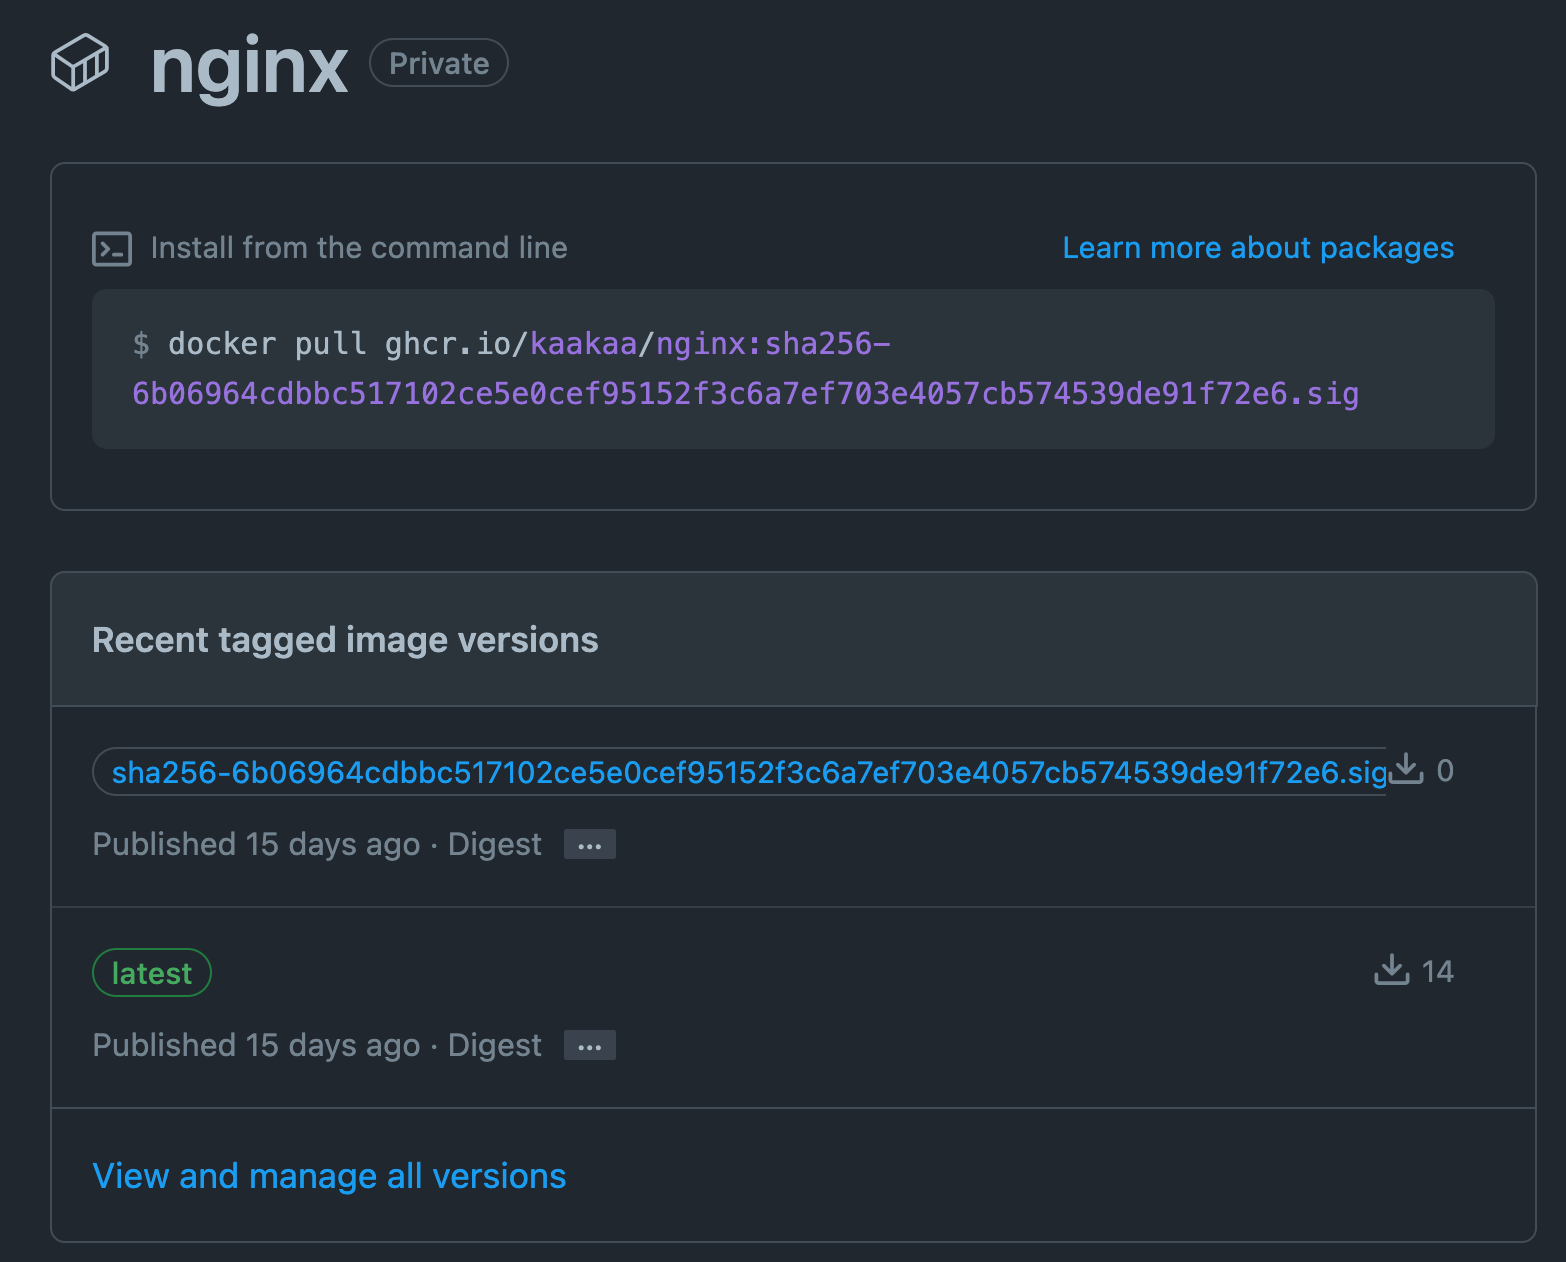 nginx Private
Install from the command line Learn more about packages
$ docker pull ghcr.io/kaakaa/nginx:sha256-
6b06964cdbbc517102ce5e0cef95152f3c6a7ef703e4057cb574539de91f72e6.sig
Recent tagged image versions
sha256-6b06964cdbbc517102ce5e0cef95152f3c6a7ef703e4057cb574539de91f72e6.sig 0
Published 15 days ago · Digest ...
latest 14
Published 15 days ago · Digest ...
View and manage all versions